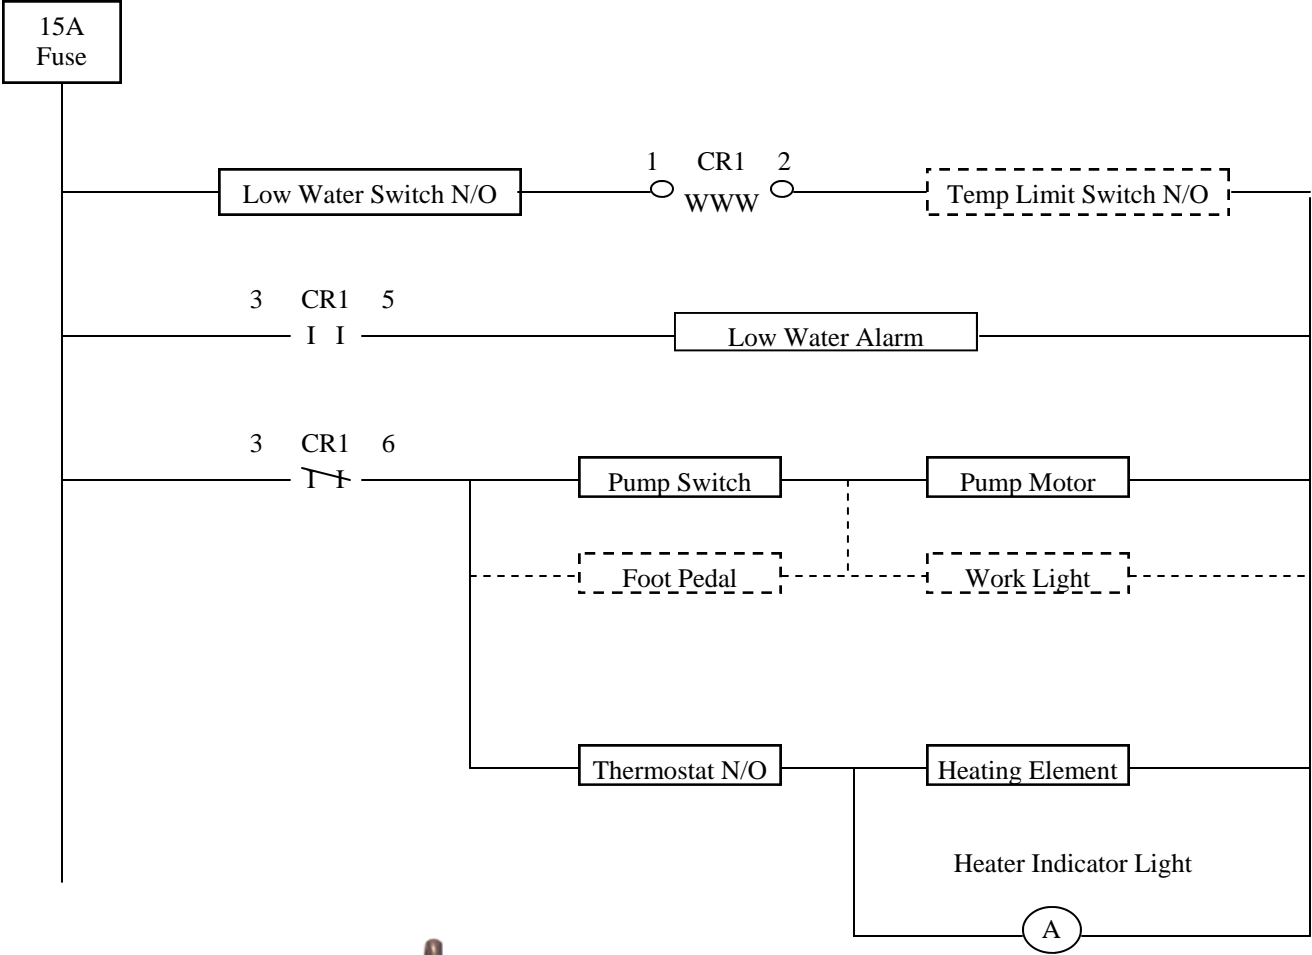 15A
Fuse
1 CR1 2
Low Water Switch N/O
WWW
Temp Limit Switch N/O
3 CR1 5
I I
Low Water Alarm
3 CR1 6
I I
Pump Switch
Pump Motor
Foot Pedal
Work Light
Thermostat N/O
Heating Element
Heater Indicator Light
A